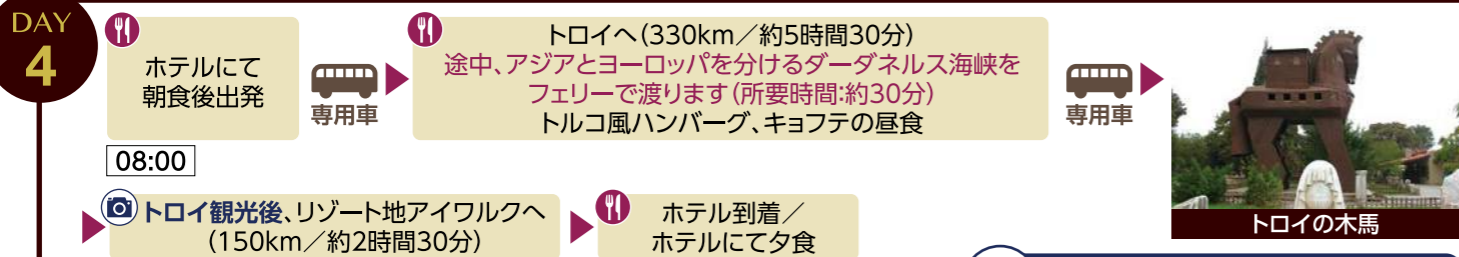 DAY
4
ホテルにて
朝食後出発
専用車
トロイへ(330km/約5時間30分)
途中、アジアとヨーロッパを分けるダーダネルス海峡を
フェリーで渡ります(所要時間:約30分)
トルコ風ハンバーグ、キョフテの昼食
専用車
08:00
トロイの木馬
トロイ観光後、リゾート地アイワルクへ
(150km/約2時間30分)
ホテル到着/
ホテルにて夕食